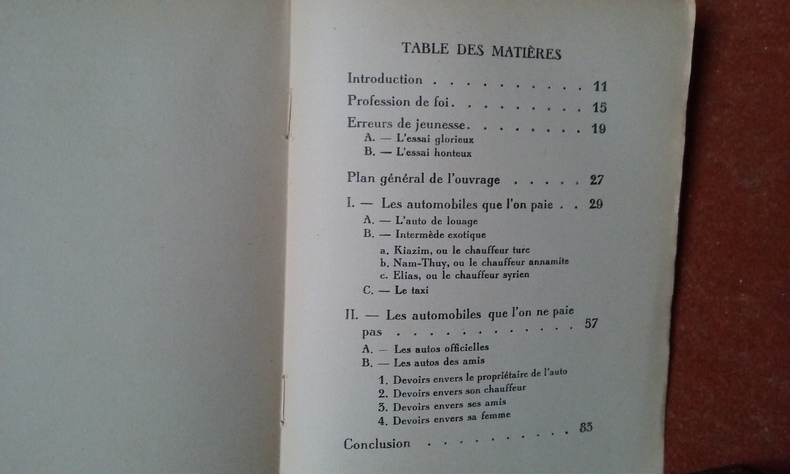 TABLE DES MATIÈRES
Introduction . . . . . . . . . . 11
Profession de foi. . . . . . . . . 15
Erreurs de jeunesse. . . . . . . . 19
A. — L'essai glorieux
B. — L'essai honteux
Plan général de l'ouvrage . . . . . 27
I. — Les automobiles que l'on paie . . 29
A. — L'auto de louage
B. — Intermède exotique
a. Kiazim, ou le chauffeur turc
b. Nam-Thuy, ou le chauffeur annamite
c. Elias, ou le chauffeur syrien
C. — Le taxi
II. — Les automobiles que l'on ne paie
pas . . . . . . . . . . . . 57
A. — Les autos officielles
B. — Les autos des amis
1. Devoirs envers le propriétaire de l'auto
2. Devoirs envers son chauffeur
3. Devoirs envers ses amis
4. Devoirs envers sa femme
Conclusion . . . . . . . . . 83